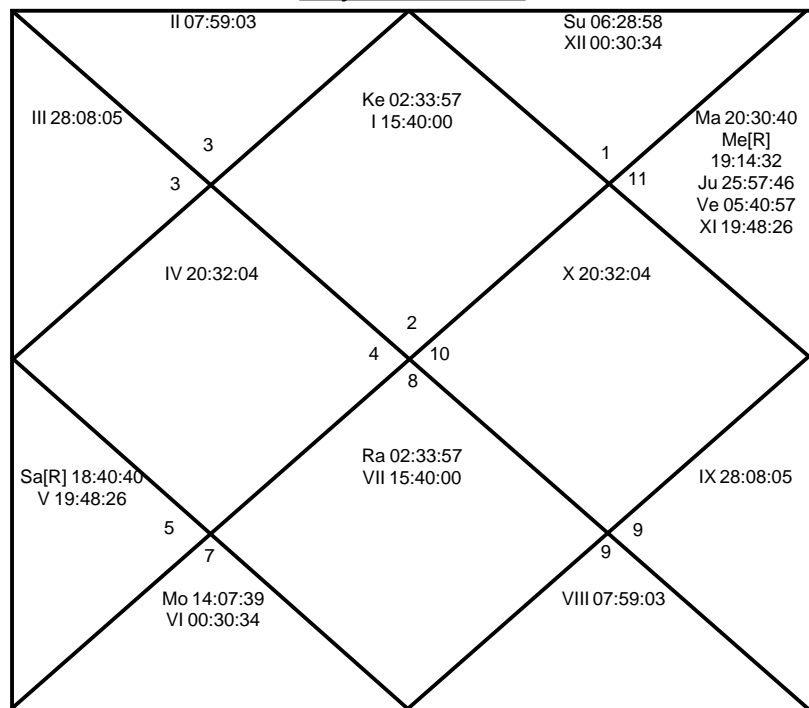 II 07:59:03
Su 06:28:58
XII 00:30:34
Ke 02:33:57
I 15:40:00
III 28:08:05
Ma 20:30:40
Me[R]
19:14:32
Ju 25:57:46
Ve 05:40:57
XI 19:48:26
3
1
3
11
IV 20:32:04
X 20:32:04
2
4
10
8
Ra 02:33:57
VII 15:40:00
Sa[R] 18:40:40
V 19:48:26
IX 28:08:05
5
9
7
9
Mo 14:07:39
VI 00:30:34
VIII 07:59:03